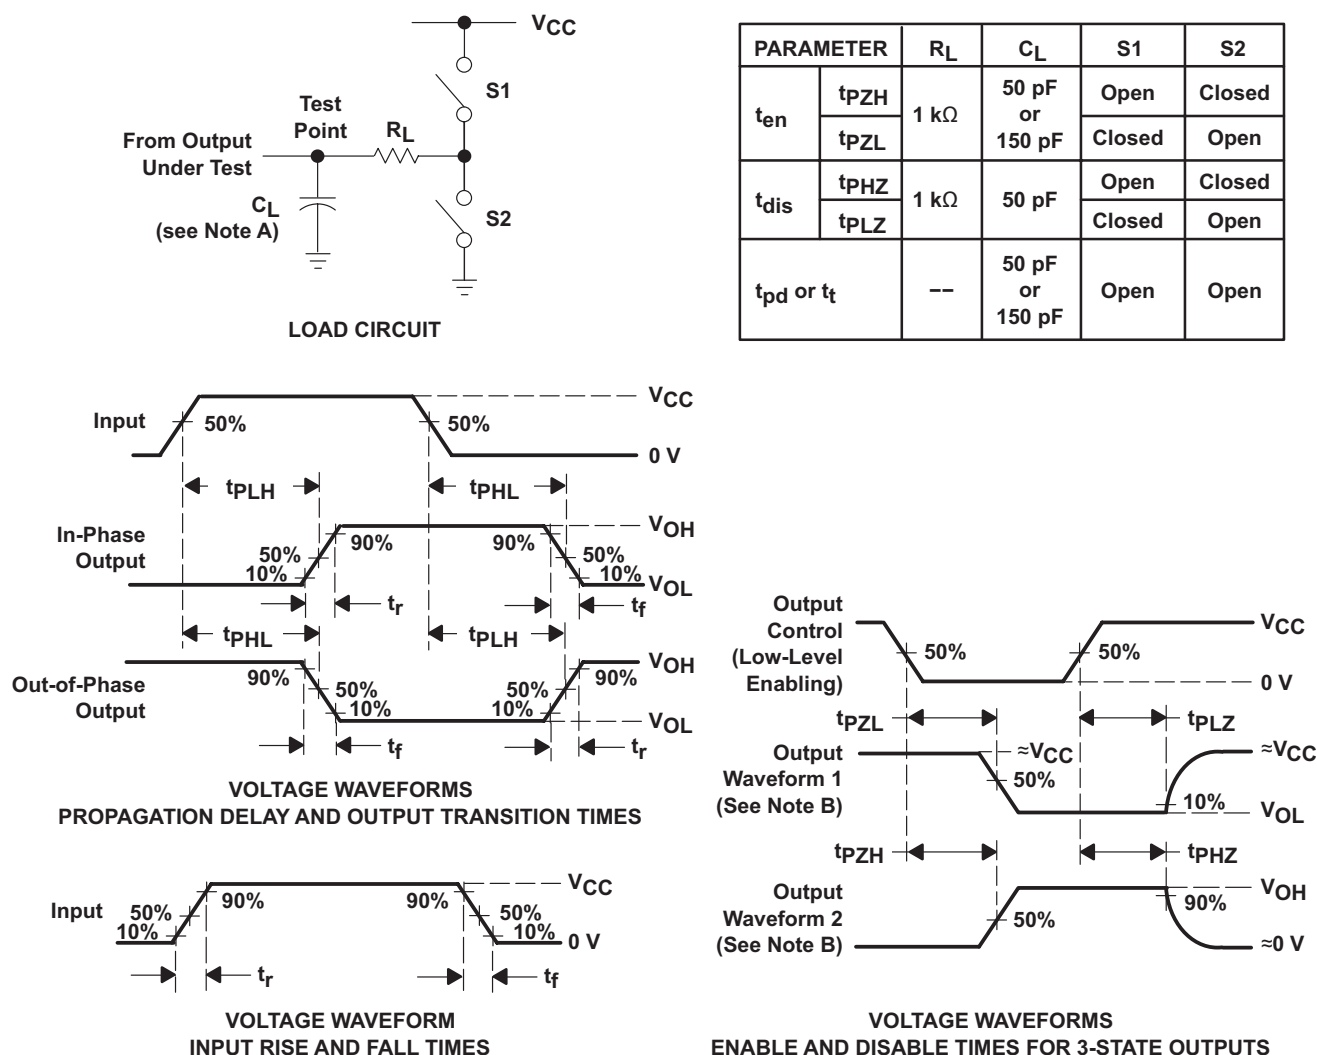 VCC
S1
Test
Point
RL
From Output
Under Test
CL
(see Note A)
S2
LOAD CIRCUIT
PARAMETER RL CL S1 S2
ten tPZH 1 kΩ 50 pF or 150 pF Open Closed
tPZL Closed Open
tdis tPHZ 1 kΩ 50 pF Open Closed
tPLZ Closed Open
tpd or tt −− 50 pF or 150 pF Open Open
Input 50% 50% VCC
0 V
tPLH tPHL
In-Phase
Output
50%
10%
90% 90%
50%
10%
VOH
VOL
tr tf
tPHL tPLH
Out-of-Phase
Output
90%
50%
10%
50%
10%
90%
VOH
VOL
tf tr
VOLTAGE WAVEFORMS
PROPAGATION DELAY AND OUTPUT TRANSITION TIMES
Input
50%
10%
90% 90%
50%
10%
VCC
0 V
tr tf
VOLTAGE WAVEFORM
INPUT RISE AND FALL TIMES
Output
Control
(Low-Level
Enabling)
50% 50%
VCC
0 V
tPZL tPLZ
Output
Waveform 1
(See Note B)
≈VCC
50%
10%
≈VCC
VOL
tPZH tPHZ
Output
Waveform 2
(See Note B)
50%
90%
VOH
≈0 V
VOLTAGE WAVEFORMS
ENABLE AND DISABLE TIMES FOR 3-STATE OUTPUTS